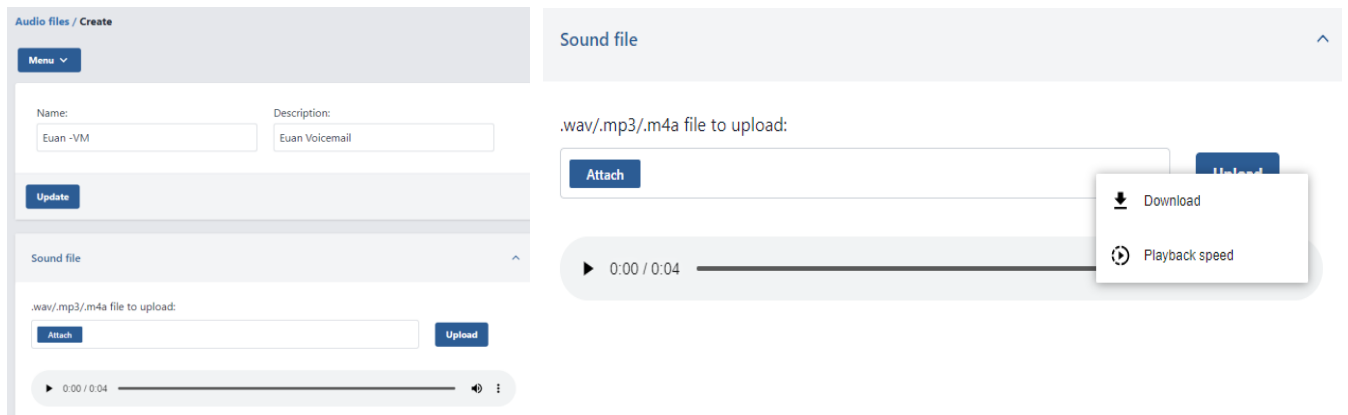 Audio files / Create
Menu
Name:
Description:
Euan -VM
Euan Voicemail
Update
Sound file
.wav/.mp3/.m4a file to upload:
Attach
Upload
0:00 / 0:04
Sound file
.wav/.mp3/.m4a file to upload:
Attach
Upload
Download
Playback speed
0:00 / 0:04